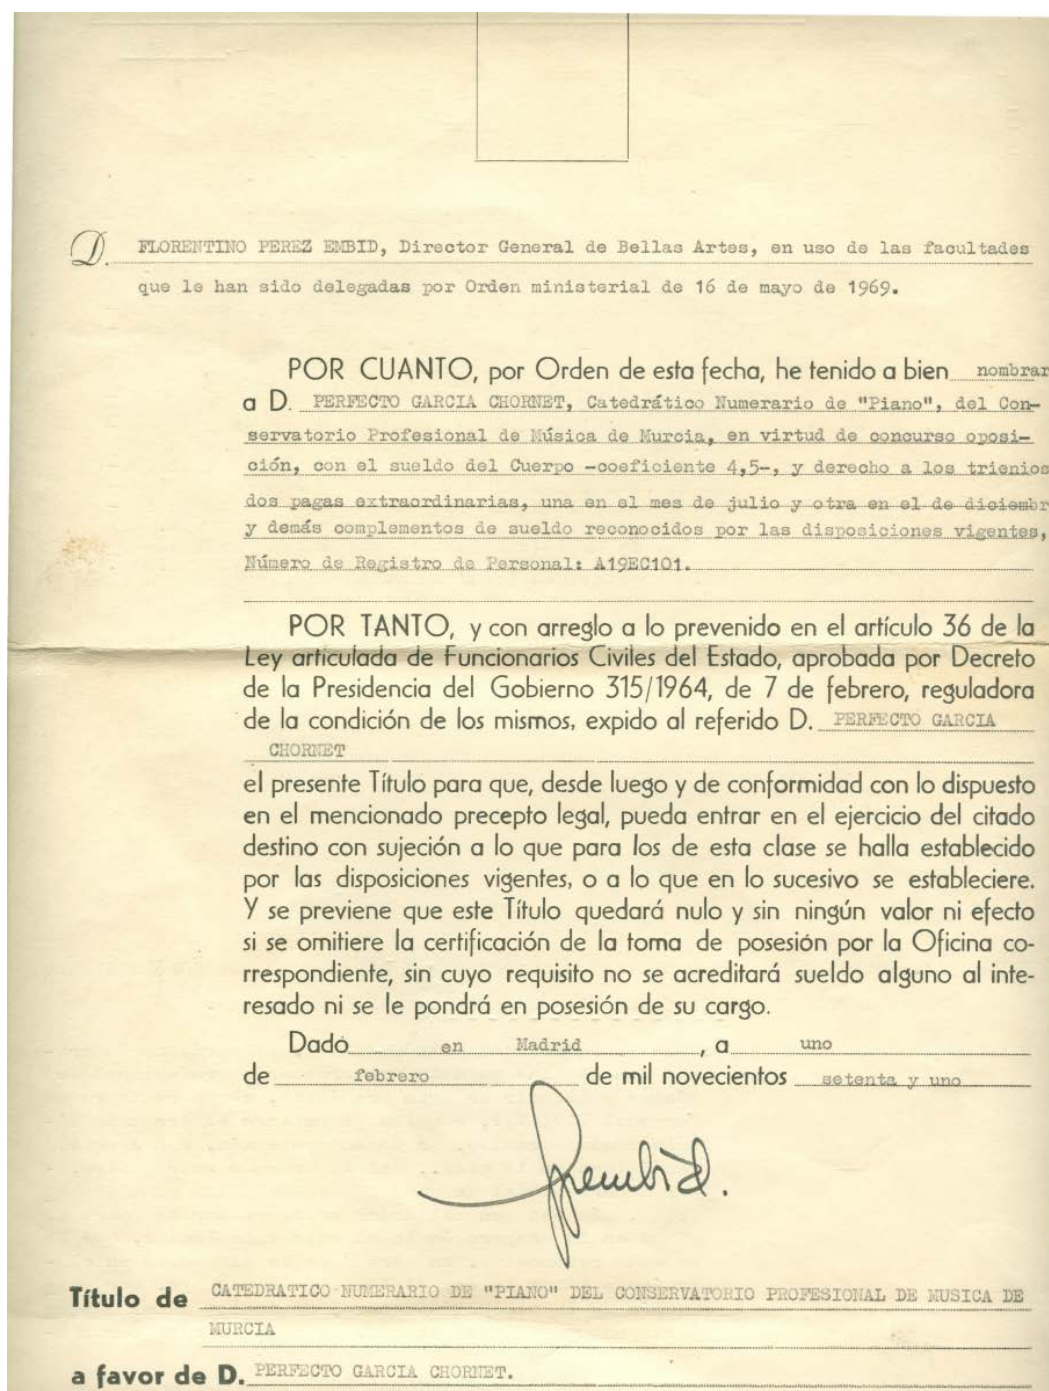 D. FLORENTINO PEREZ EMBID, Director General de Bellas Artes, en uso de las facultades
que le han sido delegadas por Orden ministerial de 16 de mayo de 1969.
POR CUANTO, por Orden de esta fecha, he tenido a bien nombrar
a D. PERFECTO GARCIA CHORNET, Catedrático Numerario de "Piano", del Con-
servatorio Profesional de Música de Murcia, en virtud de concurso oposi-
ción, con el sueldo del Cuerpo -coeficiente 4,5-, y derecho a los trienios
dos pagas extraordinarias, una en el mes de julio y otra en el de diciembr
y demás complementos de sueldo reconocidos por las disposiciones vigentes,
Número de Registro de Personal: A19EC101.
POR TANTO, y con arreglo a lo prevenido en el artículo 36 de la
Ley articulada de Funcionarios Civiles del Estado, aprobada por Decreto
de la Presidencia del Gobierno 315/1964, de 7 de febrero, reguladora
de la condición de los mismos, expido al referido D. PERFECTO GARCIA
CHORNET
el presente Título para que, desde luego y de conformidad con lo dispuesto
en el mencionado precepto legal, pueda entrar en el ejercicio del citado
destino con sujeción a lo que para los de esta clase se halla establecido
por las disposiciones vigentes, o a lo que en lo sucesivo se estableciere.
Y se previene que este Título quedará nulo y sin ningún valor ni efecto
si se omitiere la certificación de la toma de posesión por la Oficina co-
rrespondiente, sin cuyo requisito no se acreditará sueldo alguno al inte-
resado ni se le pondrá en posesión de su cargo.
Dado en Madrid, a uno
de febrero de mil novecientos setenta y uno
Título de CATEDRATICO NUMERARIO DE "PIANO" DEL CONSERVATORIO PROFESIONAL DE MUSICA DE
MURCIA
a favor de D. PERFECTO GARCIA CHORNET.